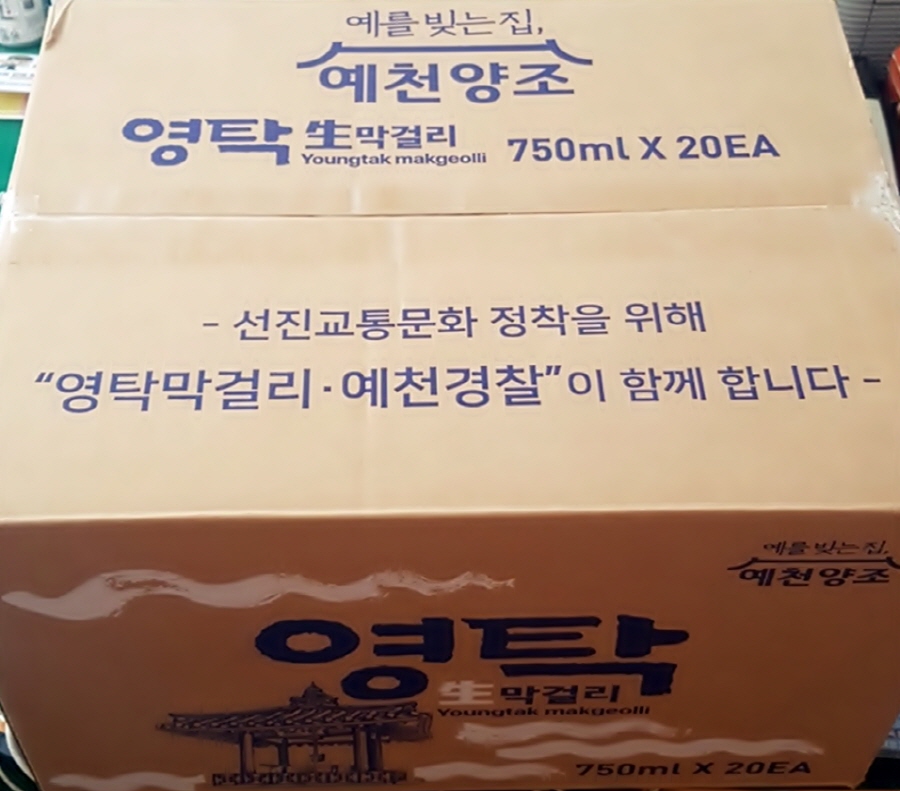 예를 빚는 집,
예천양조
영탁 生막걸리 750ml X 20EA
Youngtak makgeolli
- 선진교통문화 정착을 위해
“영탁막걸리·예천경찰”이 함께 합니다 -
예를 빚는 집,
예천양조
영탁
生막걸리
Youngtak makgeolli
750ml X 20EA